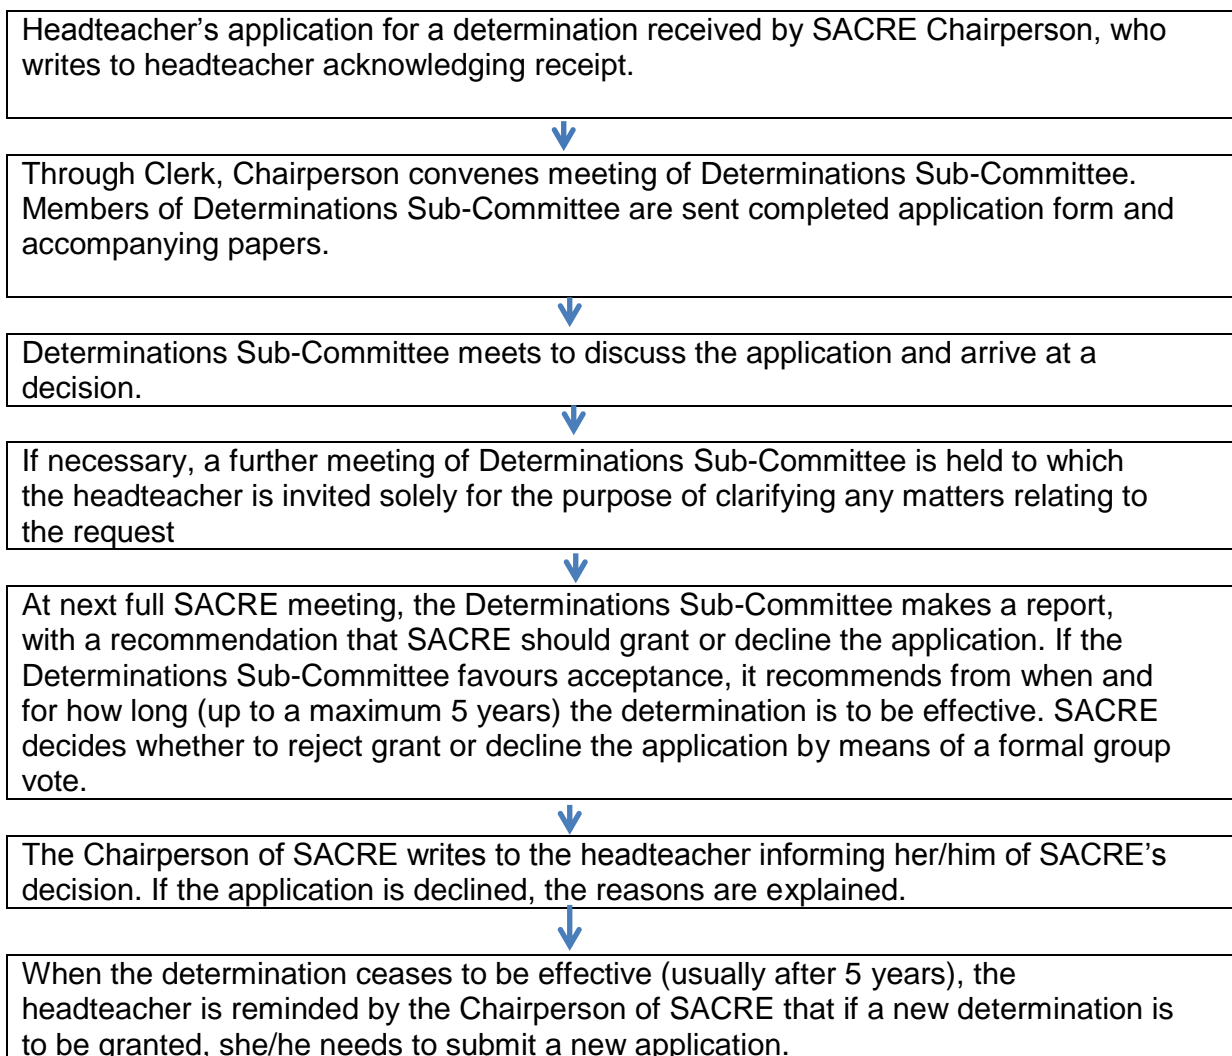 Headteacher’s application for a determination received by SACRE Chairperson, who
writes to headteacher acknowledging receipt.
Through Clerk, Chairperson convenes meeting of Determinations Sub-Committee.
Members of Determinations Sub-Committee are sent completed application form and
accompanying papers.
Determinations Sub-Committee meets to discuss the application and arrive at a
decision.
If necessary, a further meeting of Determinations Sub-Committee is held to which
the headteacher is invited solely for the purpose of clarifying any matters relating to
the request
At next full SACRE meeting, the Determinations Sub-Committee makes a report,
with a recommendation that SACRE should grant or decline the application. If the
Determinations Sub-Committee favours acceptance, it recommends from when and
for how long (up to a maximum 5 years) the determination is to be effective. SACRE
decides whether to reject grant or decline the application by means of a formal group
vote.
The Chairperson of SACRE writes to the headteacher informing her/him of SACRE’s
decision. If the application is declined, the reasons are explained.
When the determination ceases to be effective (usually after 5 years), the
headteacher is reminded by the Chairperson of SACRE that if a new determination is
to be granted, she/he needs to submit a new application.